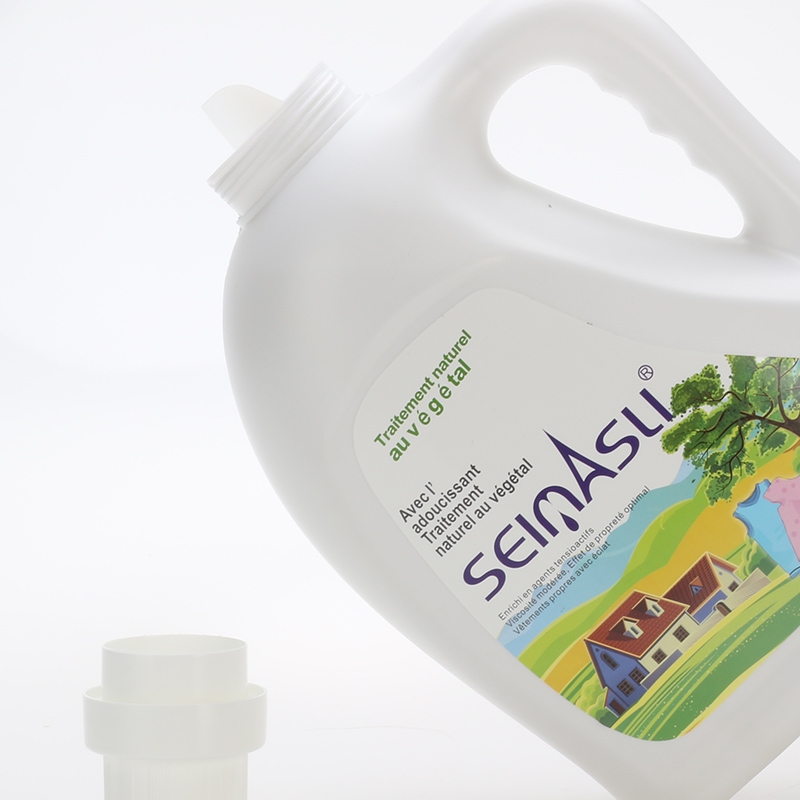 Traitement naturel
au végétal
Avec l'
adoucissant
Traitement
naturel au végétal
SEIMASLI®
Enrichi en agents tensioactifs
Viscosité modérée, Effet de propreté optimal
Vêtements propres avec éclat